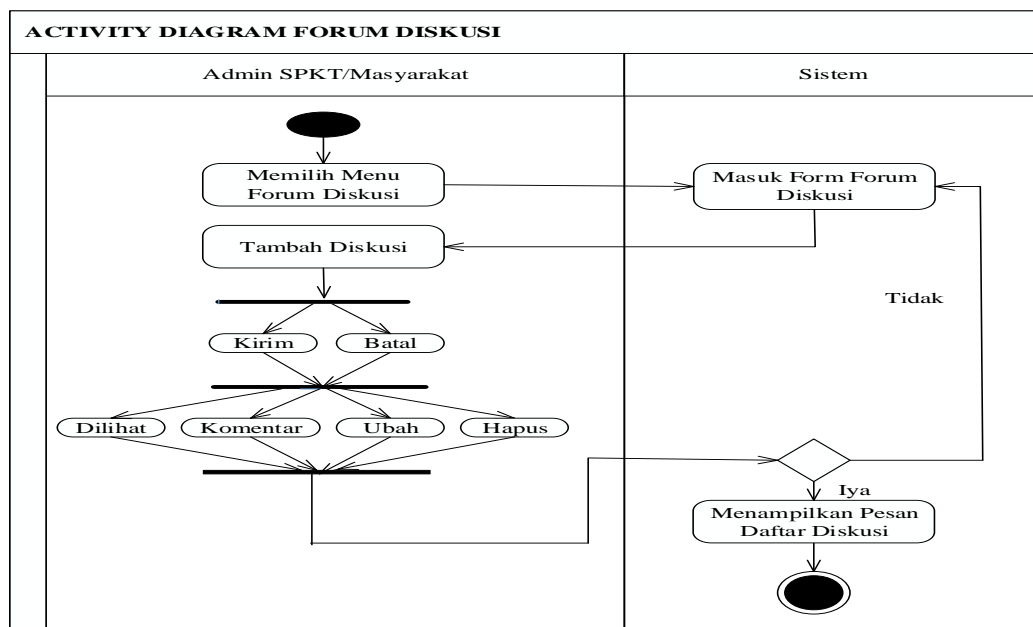 ACTIVITY DIAGRAM FORUM DISKUSI
Admin SPKT/Masyarakat
Sistem
Memilih Menu
Forum Diskusi
Masuk Form Forum
Diskusi
Tambah Diskusi
Tidak
Kirim
Batal
Dilihat
Komentar
Ubah
Hapus
Iya
Menampilkan Pesan
Daftar Diskusi